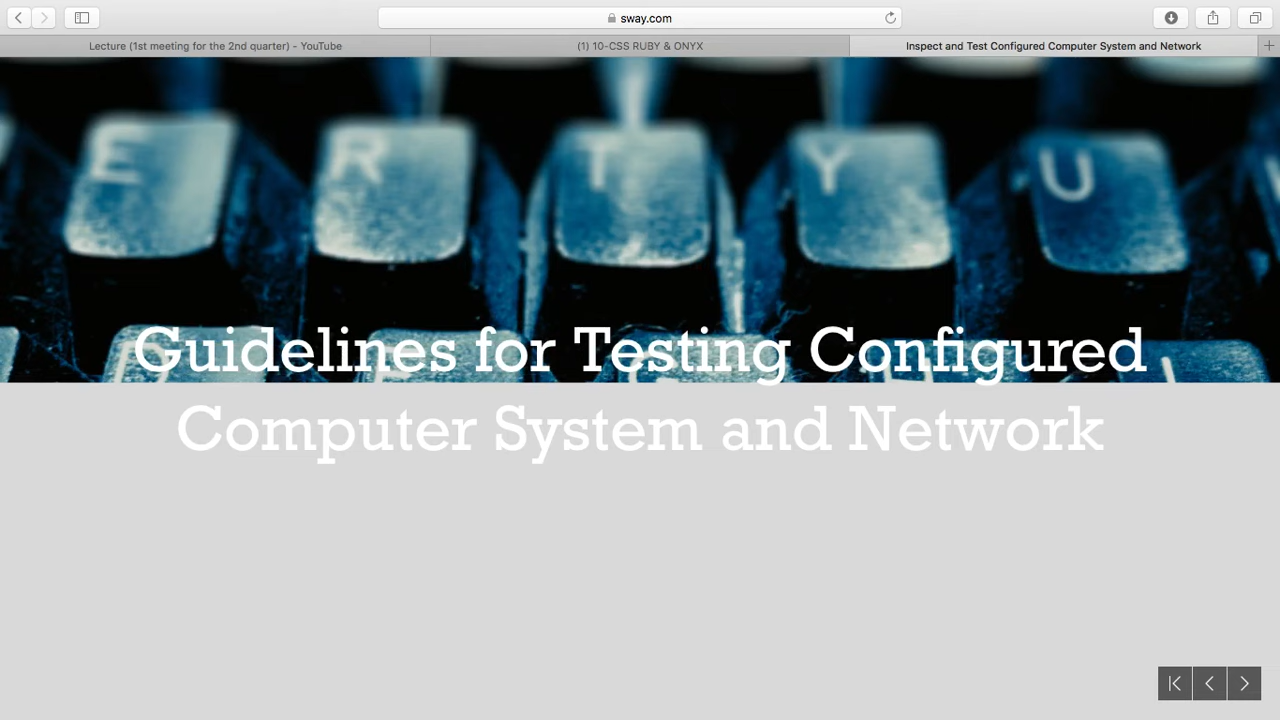 sway.com
Lecture (1st meeting for the 2nd quarter) - YouTube
(1) 10-CSS RUBY & ONYX
Inspect and Test Configured Computer System and Network
E R T Y U
Guidelines for Testing Configured
Computer System and Network